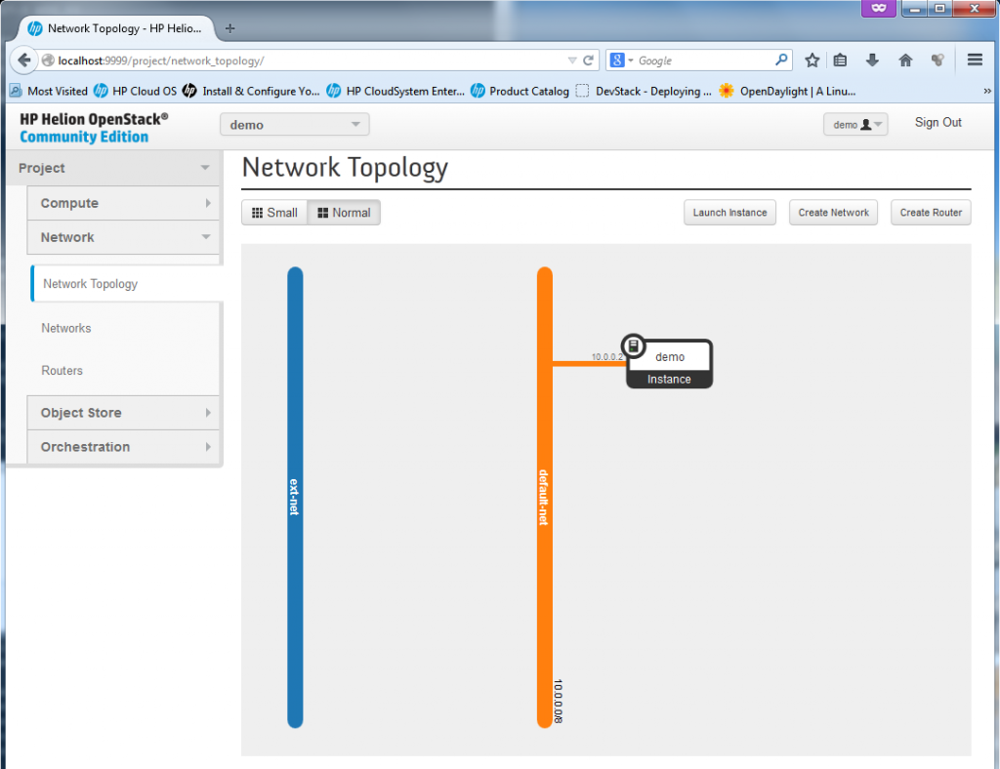 Network Topology - HP Helio...
localhost:9999/project/network_topology/
Google
Most Visited HP Cloud OS Install & Configure Yo... HP CloudSystem Enter... Product Catalog DevStack - Deploying ... OpenDaylight | A Linu...
HP Helion OpenStack®
Community Edition
demo
demo
Sign Out
Project
Compute
Network
Network Topology
Networks
Routers
Object Store
Orchestration
Network Topology
Small Normal
Launch Instance Create Network Create Router
ext-net
default-net
10.0.0.0/8
10.0.0.2
demo
Instance